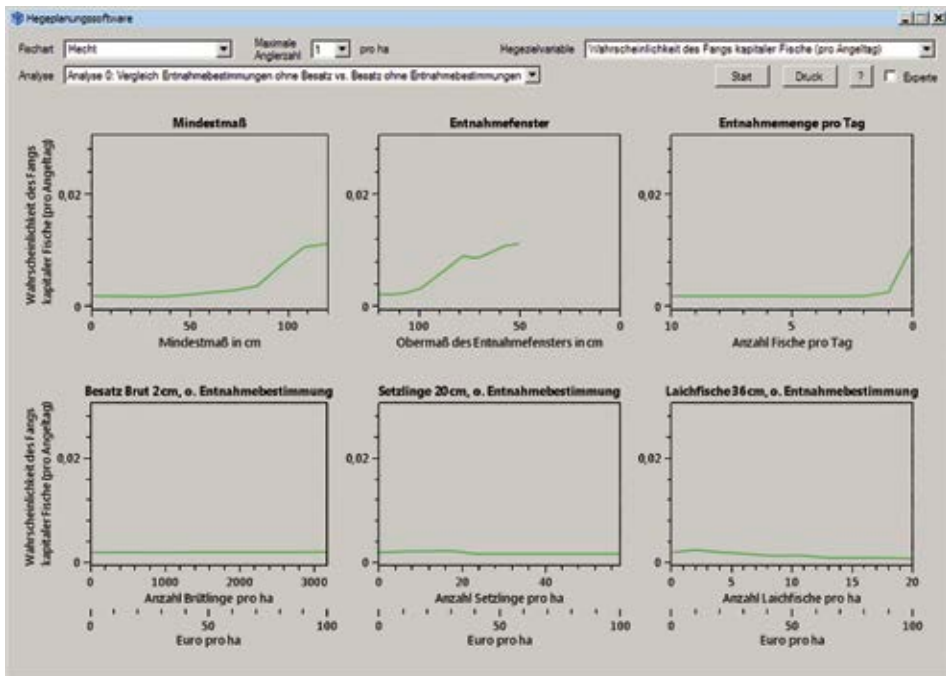 Hegeplanungssoftware
Fischart Hecht Maximale Anglerzahl 1 pro ha Hegezielvariable Wahrscheinlichkeit des Fangs kapitaler Fische (pro Angeltag)
Analyse Analyse 0: Vergleich Entnahmebestimmungen ohne Besatz vs. Besatz ohne Entnahmebestimmungen Start Druck ? Experte
Mindestmaß
Wahrscheinlichkeit des Fangs
kapitaler Fische (pro Angeltag)
0,02
0
0 50 100
Mindestmaß in cm
Entnahmefenster
0,02
0
100 50 0
Obermaß des Entnahmefensters in cm
Entnahmemenge pro Tag
0,02
0
10 5 0
Anzahl Fische pro Tag
Besatz Brut 2 cm, o. Entnahmebestimmung
Wahrscheinlichkeit des Fangs
kapitaler Fische (pro Angeltag)
0,02
0
0 1000 2000 3000
Anzahl Brütlinge pro ha
0 50 100
Euro pro ha
Setzlinge 20 cm, o. Entnahmebestimmung
0,02
0
0 20 40
Anzahl Setzlinge pro ha
0 50 100
Euro pro ha
Laichfische 36 cm, o. Entnahmebestimmung
0,02
0
0 5 10 15 20
Anzahl Laichfische pro ha
0 50 100
Euro pro ha